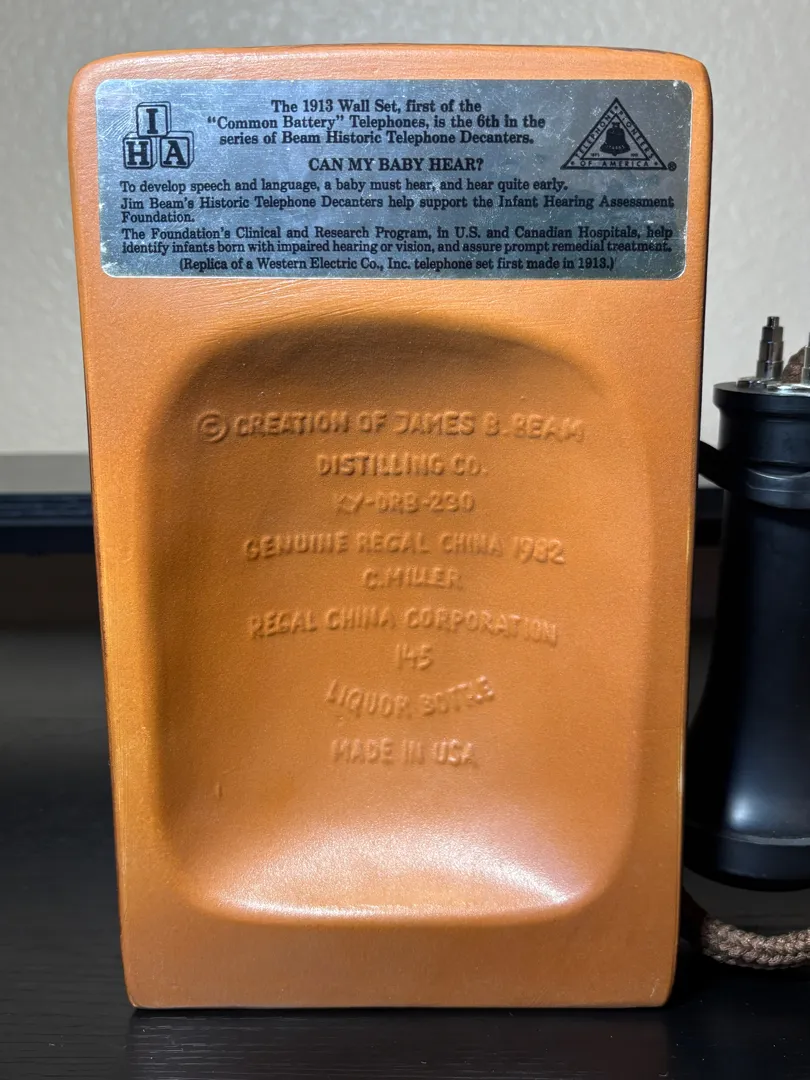 I
H A
The 1913 Wall Set, first of the
"Common Battery" Telephones, is the 6th in the
series of Beam Historic Telephone Decanters.
TELEPHONE PIONEERS
OF AMERICA
®
CAN MY BABY HEAR?
To develop speech and language, a baby must hear, and hear quite early.
Jim Beam's Historic Telephone Decanters help support the Infant Hearing Assessment
Foundation.
The Foundation's Clinical and Research Program, in U.S. and Canadian Hospitals, help
identify infants born with impaired hearing or vision, and assure prompt remedial treatment.
(Replica of a Western Electric Co., Inc. telephone set first made in 1913.)
© CREATION OF JAMES B. BEAM
DISTILLING CO.
KY-DRB-230
GENUINE REGAL CHINA 1982
C. MILLER
REGAL CHINA CORPORATION
145
LIQUOR BOTTLE
MADE IN USA